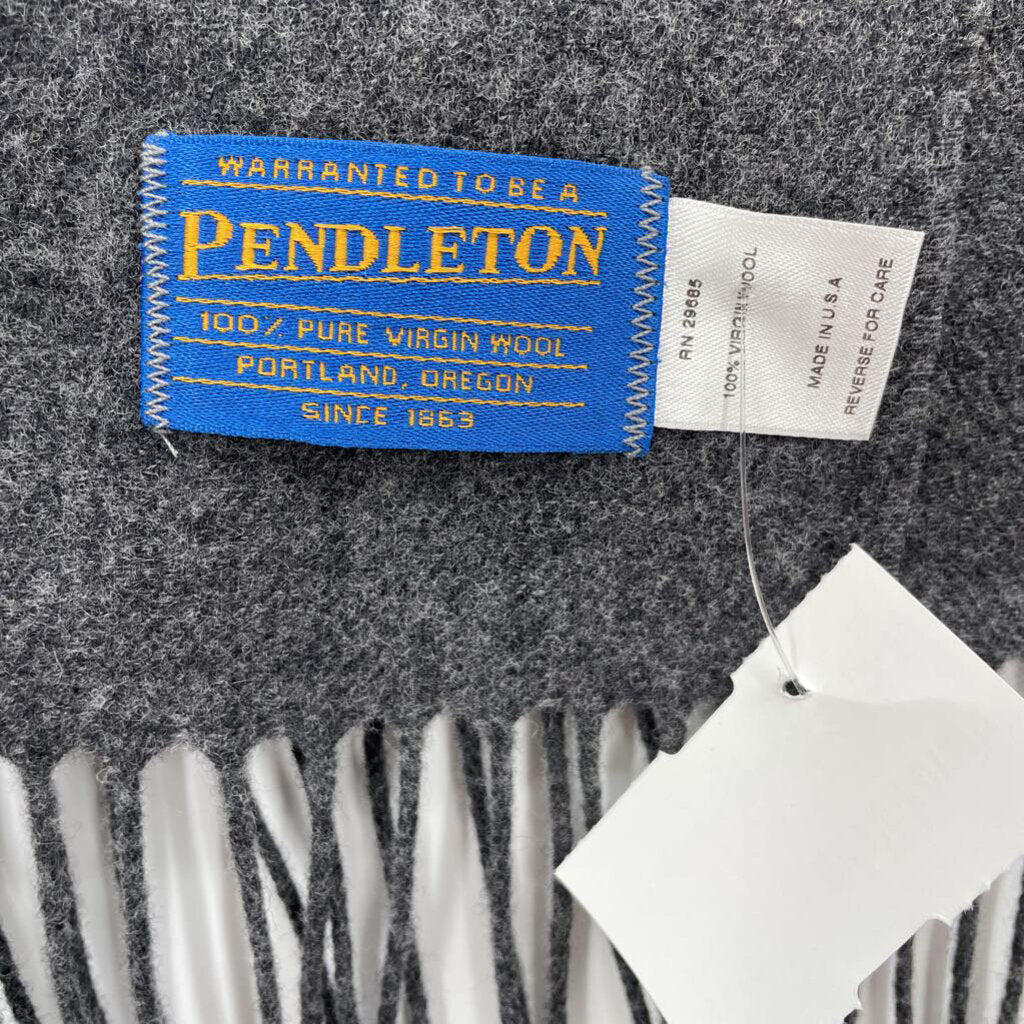 WARRANTED TO BE A
PENDLETON
100% PURE VIRGIN WOOL
PORTLAND, OREGON
SINCE 1863
RN 29685
100% VIRGIN WOOL
MADE IN U.S.A
REVERSE FOR CARE